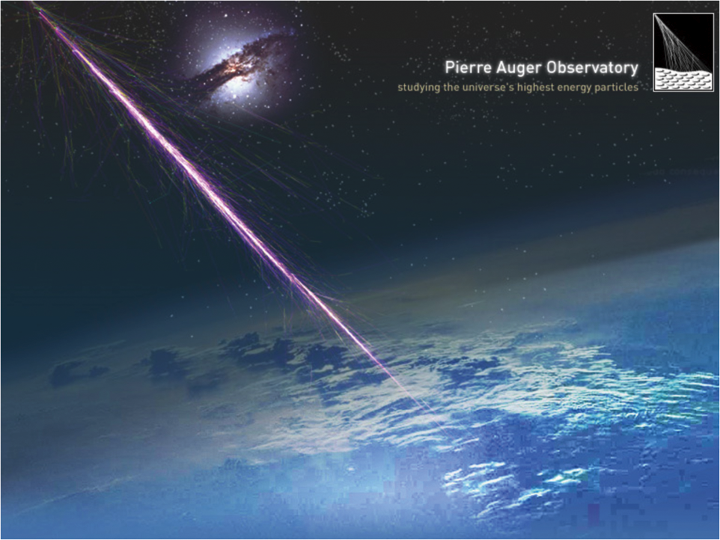 Pierre Auger Observatory
studying the universe's highest energy particles